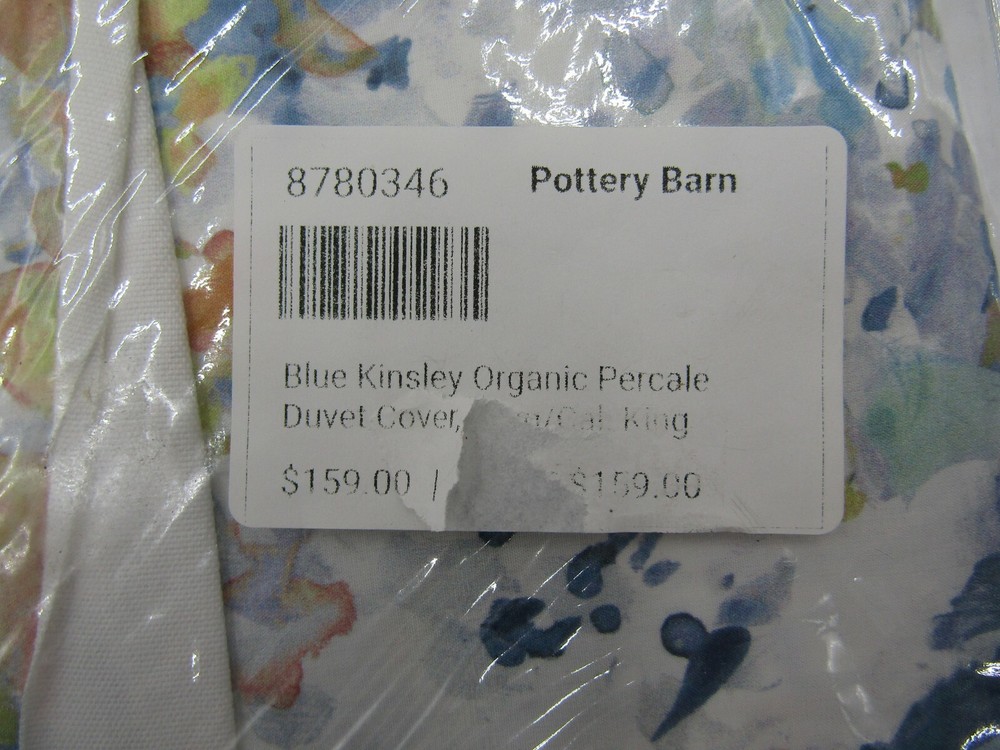 8780346 Pottery Barn
Blue Kinsley Organic Percale
Duvet Cover, King
$159.00 / $159.00